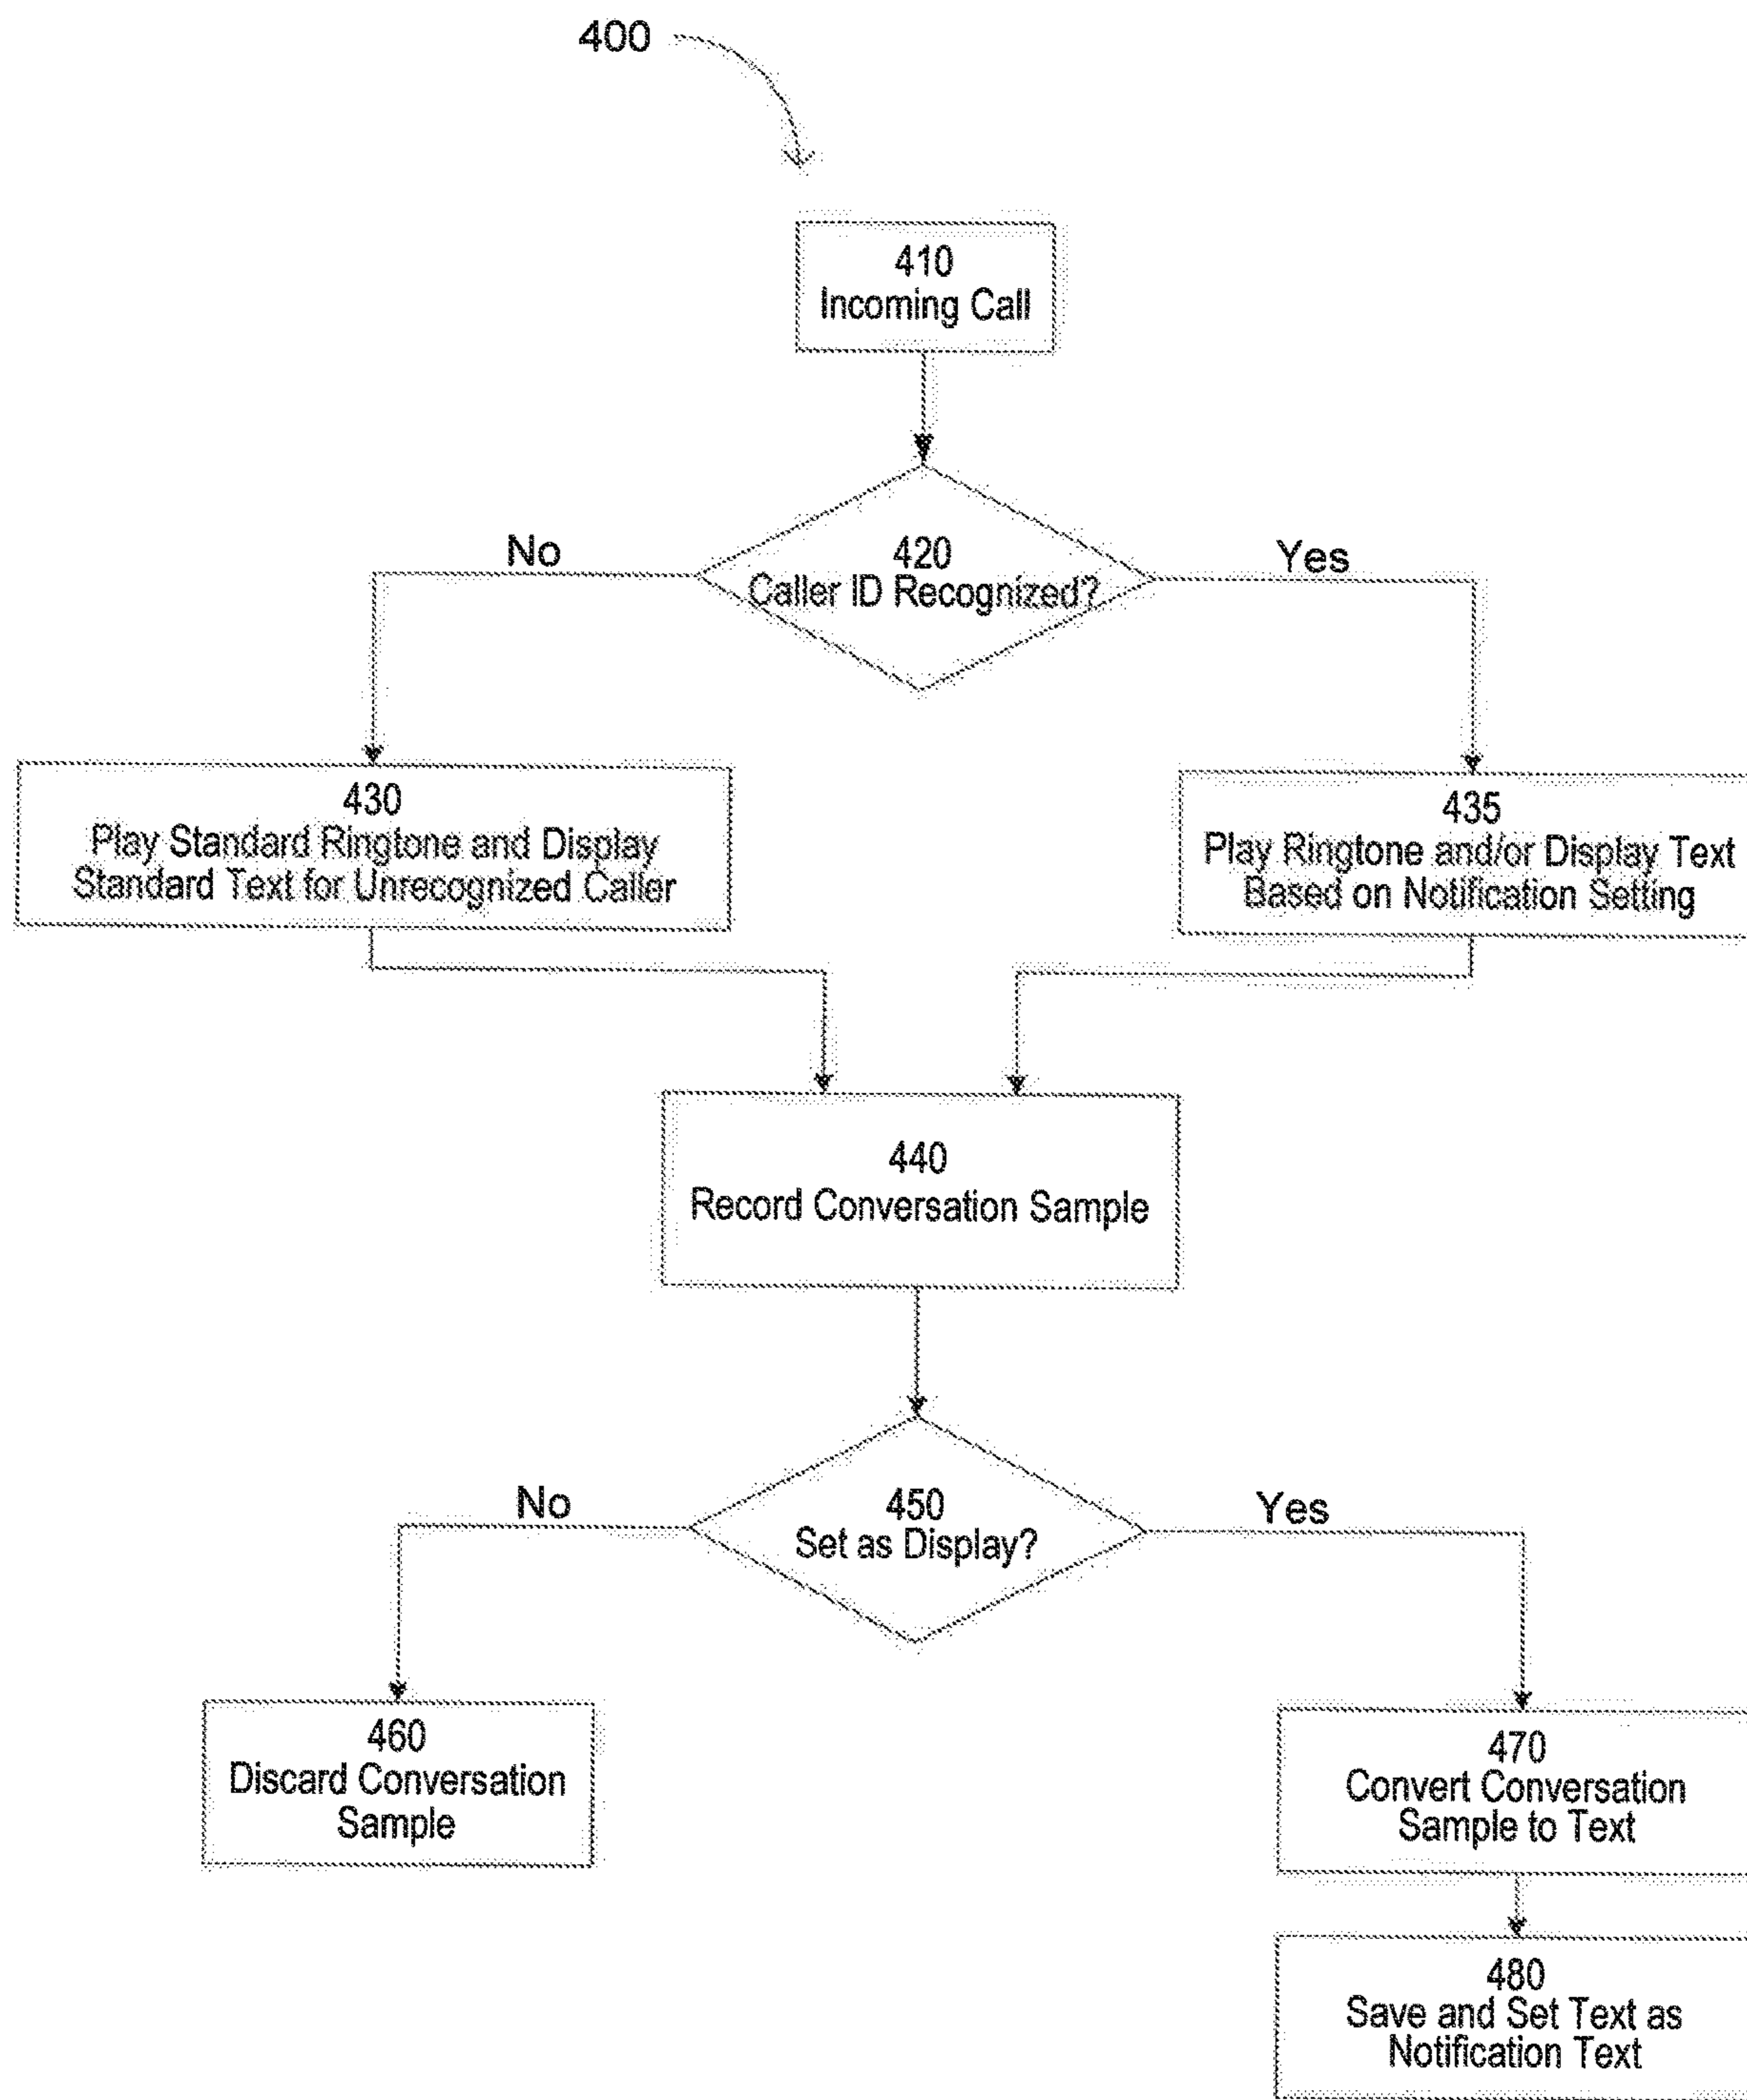 400
410
Incoming Call
420
Caller ID Recognized?
No
Yes
430
Play Standard Ringtone and Display
Standard Text for Unrecognized Caller
435
Play Ringtone and/or Display Text
Based on Notification Setting
440
Record Conversation Sample
450
Set as Display?
No
Yes
460
Discard Conversation
Sample
470
Convert Conversation
Sample to Text
480
Save and Set Text as
Notification Text